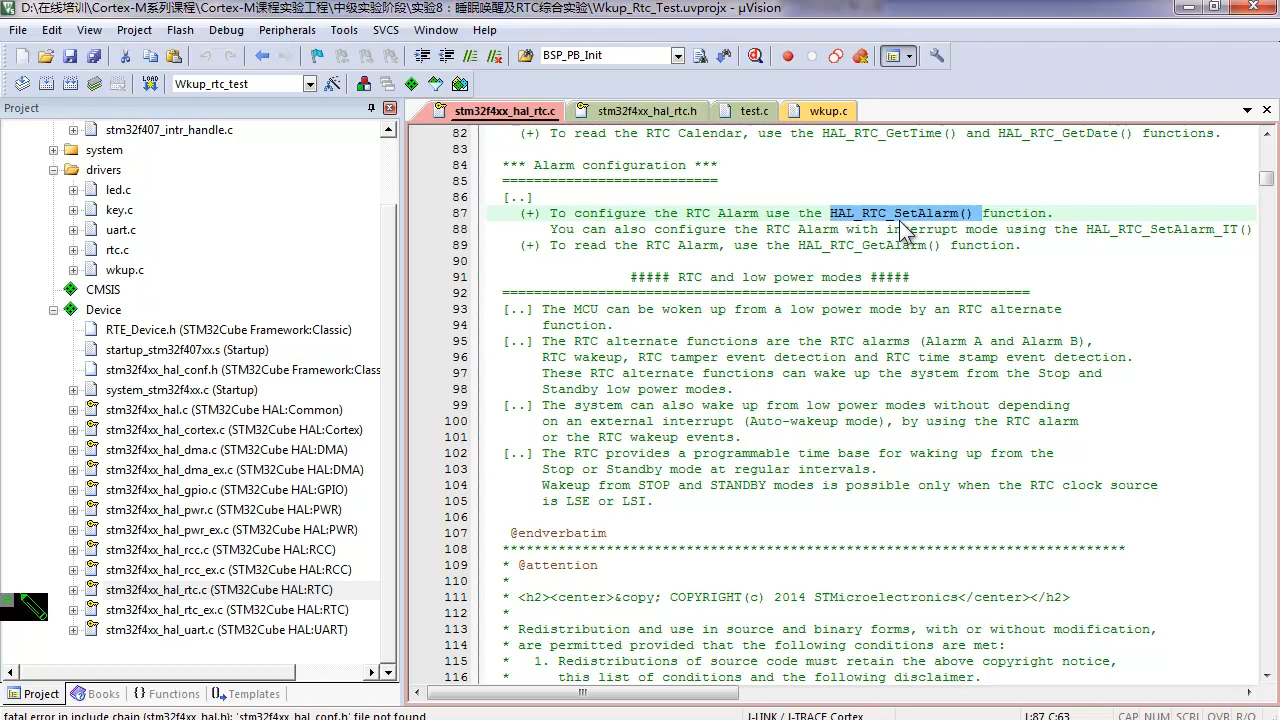 D:\在线培训\Cortex-M系列课程\Cortex-M课程实验工程\中级实验阶段\实验8：睡眠唤醒及RTC综合实验\Wkup_Rtc_Test.uvprojx - µVision
File Edit View Project Flash Debug Peripherals Tools SVCS Window Help
BSP_PB_Init
LOAD Wkup_rtc_test
Project
stm32f4xx_hal_rtc.c stm32f4xx_hal_rtc.h test.c wkup.c
stm32f407_intr_handle.c
system
drivers
led.c
key.c
uart.c
rtc.c
wkup.c
CMSIS
Device
RTE_Device.h (STM32Cube Framework:Classic)
startup_stm32f407xx.s (Startup)
stm32f4xx_hal_conf.h (STM32Cube Framework:Class
system_stm32f4xx.c (Startup)
stm32f4xx_hal.c (STM32Cube HAL:Common)
stm32f4xx_hal_cortex.c (STM32Cube HAL:Cortex)
stm32f4xx_hal_dma.c (STM32Cube HAL:DMA)
stm32f4xx_hal_dma_ex.c (STM32Cube HAL:DMA)
stm32f4xx_hal_gpio.c (STM32Cube HAL:GPIO)
stm32f4xx_hal_pwr.c (STM32Cube HAL:PWR)
stm32f4xx_hal_pwr_ex.c (STM32Cube HAL:PWR)
stm32f4xx_hal_rcc.c (STM32Cube HAL:RCC)
stm32f4xx_hal_rcc_ex.c (STM32Cube HAL:RCC)
stm32f4xx_hal_rtc.c (STM32Cube HAL:RTC)
stm32f4xx_hal_rtc_ex.c (STM32Cube HAL:RTC)
stm32f4xx_hal_uart.c (STM32Cube HAL:UART)
Project Books Functions Templates
82 (+) To read the RTC Calendar, use the HAL_RTC_GetTime() and HAL_RTC_GetDate() functions.
83
84 *** Alarm configuration ***
85 ===========================
86 [..]
87 (+) To configure the RTC Alarm use the HAL_RTC_SetAlarm() function.
88 You can also configure the RTC Alarm with interrupt mode using the HAL_RTC_SetAlarm_IT()
89 (+) To read the RTC Alarm, use the HAL_RTC_GetAlarm() function.
90
91 ##### RTC and low power modes #####
92 ==================================================================
93 [..] The MCU can be woken up from a low power mode by an RTC alternate
94 function.
95 [..] The RTC alternate functions are the RTC alarms (Alarm A and Alarm B),
96 RTC wakeup, RTC tamper event detection and RTC time stamp event detection.
97 These RTC alternate functions can wake up the system from the Stop and
98 Standby low power modes.
99 [..] The system can also wake up from low power modes without depending
100 on an external interrupt (Auto-wakeup mode), by using the RTC alarm
101 or the RTC wakeup events.
102 [..] The RTC provides a programmable time base for waking up from the
103 Stop or Standby mode at regular intervals.
104 Wakeup from STOP and STANDBY modes is possible only when the RTC clock source
105 is LSE or LSI.
106
107 @endverbatim
108 ******************************************************************************
109 * @attention
110 *
111 * <h2><center>&copy; COPYRIGHT(c) 2014 STMicroelectronics</center></h2>
112 *
113 * Redistribution and use in source and binary forms, with or without modification,
114 * are permitted provided that the following conditions are met:
115 * 1. Redistributions of source code must retain the above copyright notice,
116 * this list of conditions and the following disclaimer.
fatal error in include chain (stm32f4xx_hal.h): 'stm32f4xx_hal_conf.h' file not found J-LINK / J-TRACE Cortex L:87 C:63 CAP NUM SCRL OVR R/O